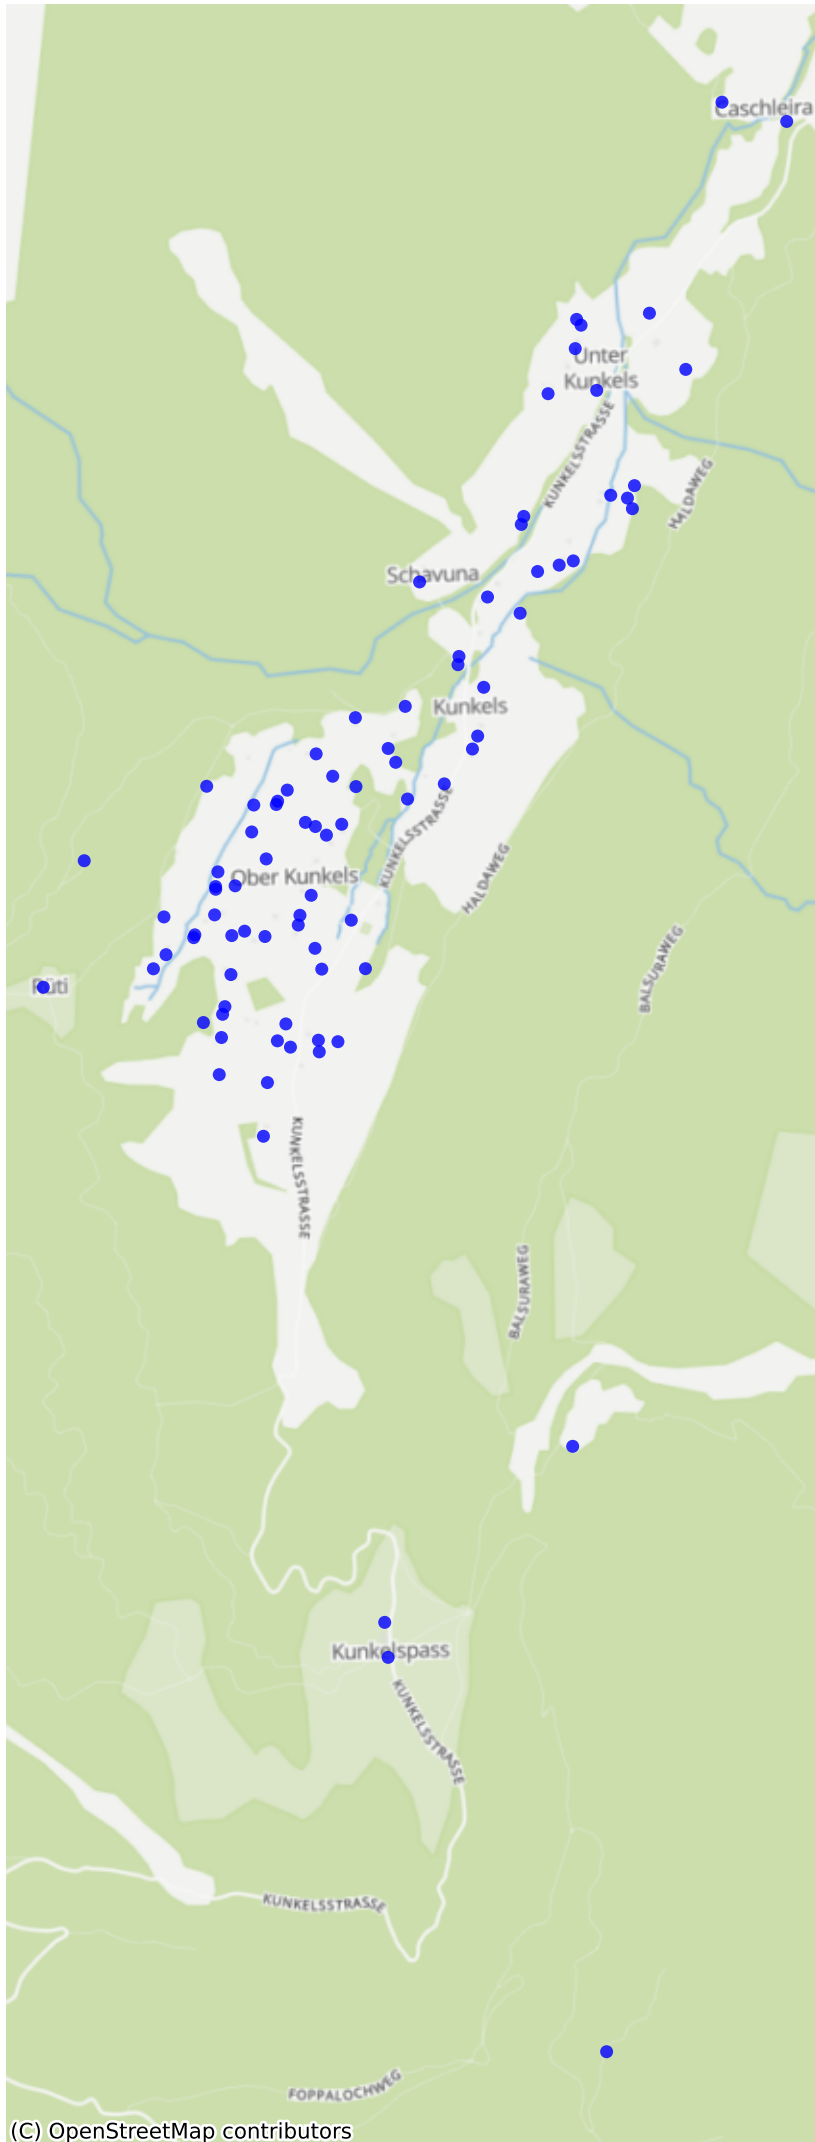 Caschleira
Unter
Kunkels
KUNKELSSTRASSE
HALDAWEG
Schavuna
Kunkels
KUNKELSSTRASSE
HALDAWEG
Ober Kunkels
BALSURAWEG
Rüti
KUNKELSSTRASSE
BALSURAWEG
Kunkelspass
KUNKELSSTRASSE
KUNKELSSTRASSE
FOPPALOCHWEG
(C) OpenStreetMap contributors